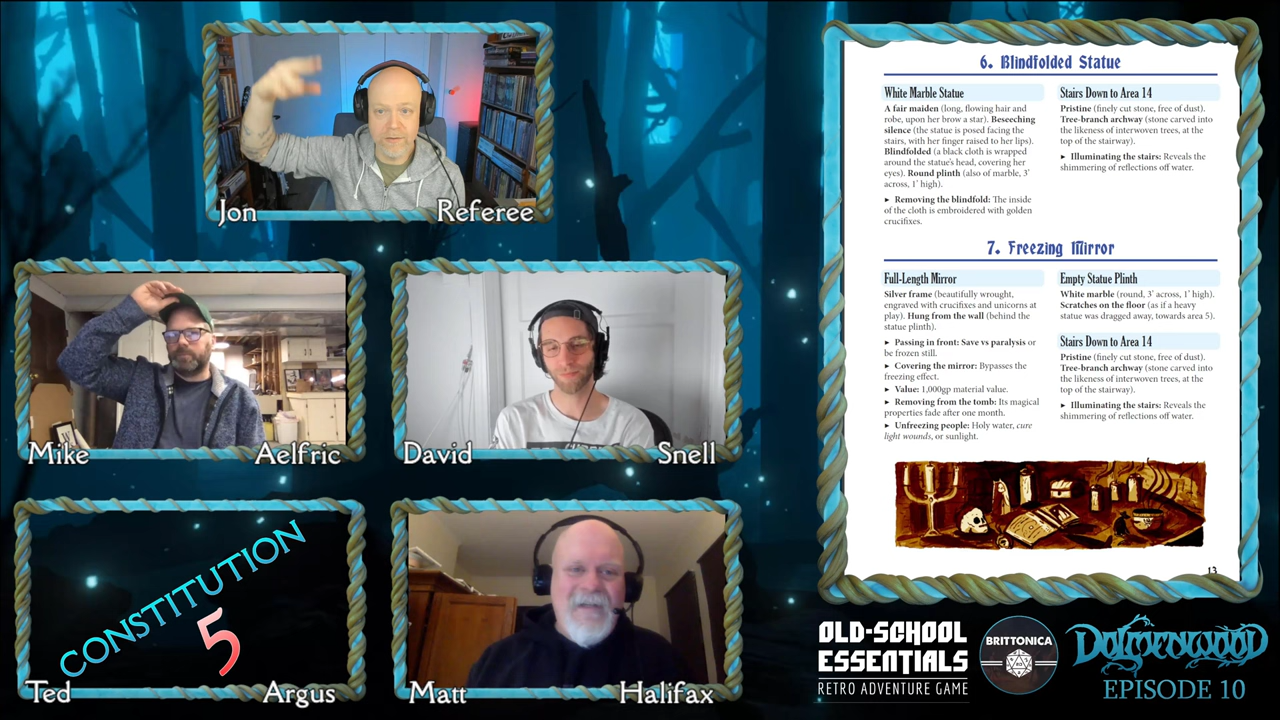 Jon Referee
Mike Aelfric
David Snell
CONSTITUTION
5
Ted Argus
Matt Halifax
6. Blindfolded Statue
White Marble Statue
A fair maiden (long, flowing hair and
robe, upon her brow a star). Beseeching
silence (the statue is posed facing the
stairs, with her finger raised to her lips).
Blindfolded (a black cloth is wrapped
around the statue's head, covering her
eyes). Round plinth (also of marble, 3'
across, 1' high).
► Removing the blindfold: The inside
of the cloth is embroidered with golden
crucifixes.
Stairs Down to Area 14
Pristine (finely cut stone, free of dust).
Tree-branch archway (stone carved into
the likeness of interwoven trees, at the
top of the stairway).
► Illuminating the stairs: Reveals the
shimmering of reflections off water.
7. Freezing Mirror
Full-Length Mirror
Silver frame (beautifully wrought,
engraved with crucifixes and unicorns at
play). Hung from the wall (behind the
statue plinth).
► Passing in front: Save vs paralysis or
be frozen still.
► Covering the mirror: Bypasses the
freezing effect.
► Value: 1,000gp material value.
► Removing from the tomb: Its magical
properties fade after one month.
► Unfreezing people: Holy water, cure
light wounds, or sunlight.
Empty Statue Plinth
White marble (round, 3' across, 1' high).
Scratches on the floor (as if a heavy
statue was dragged away, towards area 5).
Stairs Down to Area 14
Pristine (finely cut stone, free of dust).
Tree-branch archway (stone carved into
the likeness of interwoven trees, at the
top of the stairway).
► Illuminating the stairs: Reveals the
shimmering of reflections off water.
13
OLD-SCHOOL
ESSENTIALS
RETRO ADVENTURE GAME
BRITTONICA
Dolmenwood
EPISODE 10